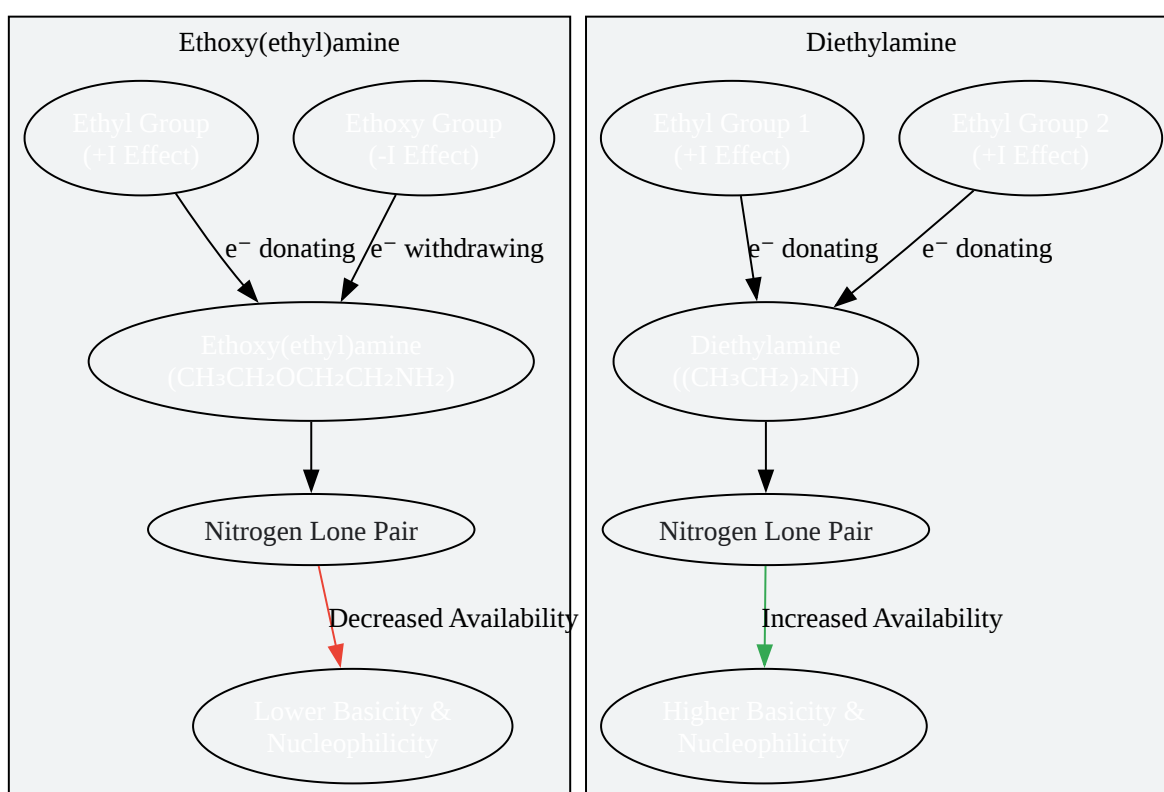 Ethoxy(ethyl)amine
Ethyl Group
(+I Effect)
Ethoxy Group
(-I Effect)
e⁻ donating
e⁻ withdrawing
Ethoxy(ethyl)amine
(CH₃CH₂OCH₂CH₂NH₂)
Nitrogen Lone Pair
Decreased Availability
Lower Basicity &
Nucleophilicity
Diethylamine
Ethyl Group 1
(+I Effect)
Ethyl Group 2
(+I Effect)
e⁻ donating
e⁻ donating
Diethylamine
((CH₃CH₂)₂NH)
Nitrogen Lone Pair
Increased Availability
Higher Basicity &
Nucleophilicity